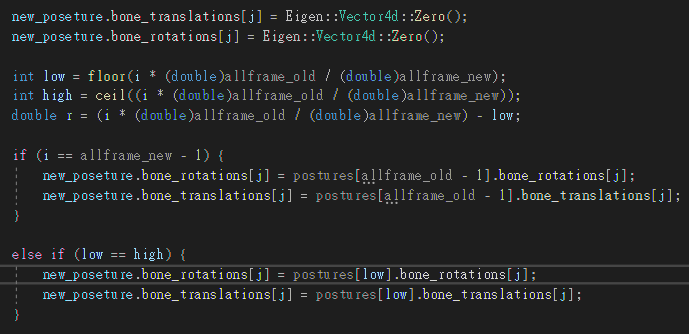 new_poseture.bone_translations[j] = Eigen::Vector4d::Zero();
new_poseture.bone_rotations[j] = Eigen::Vector4d::Zero();
int low = floor(i * (double)allframe_old / (double)allframe_new);
int high = ceil((i * (double)allframe_old / (double)allframe_new));
double r = (i * (double)allframe_old / (double)allframe_new) - low;
if (i == allframe_new - 1) {
new_poseture.bone_rotations[j] = postures[allframe_old - 1].bone_rotations[j];
new_poseture.bone_translations[j] = postures[allframe_old - 1].bone_translations[j];
}
else if (low == high) {
new_poseture.bone_rotations[j] = postures[low].bone_rotations[j];
new_poseture.bone_translations[j] = postures[low].bone_translations[j];
}